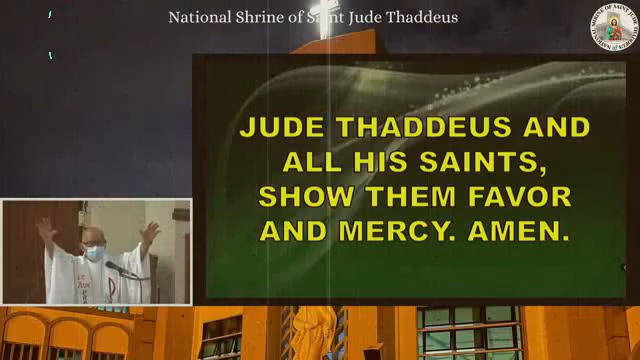 National Shrine of Saint Jude Thaddeus
JUDE THADDEUS AND
ALL HIS SAINTS,
SHOW THEM FAVOR
AND MERCY. AMEN.